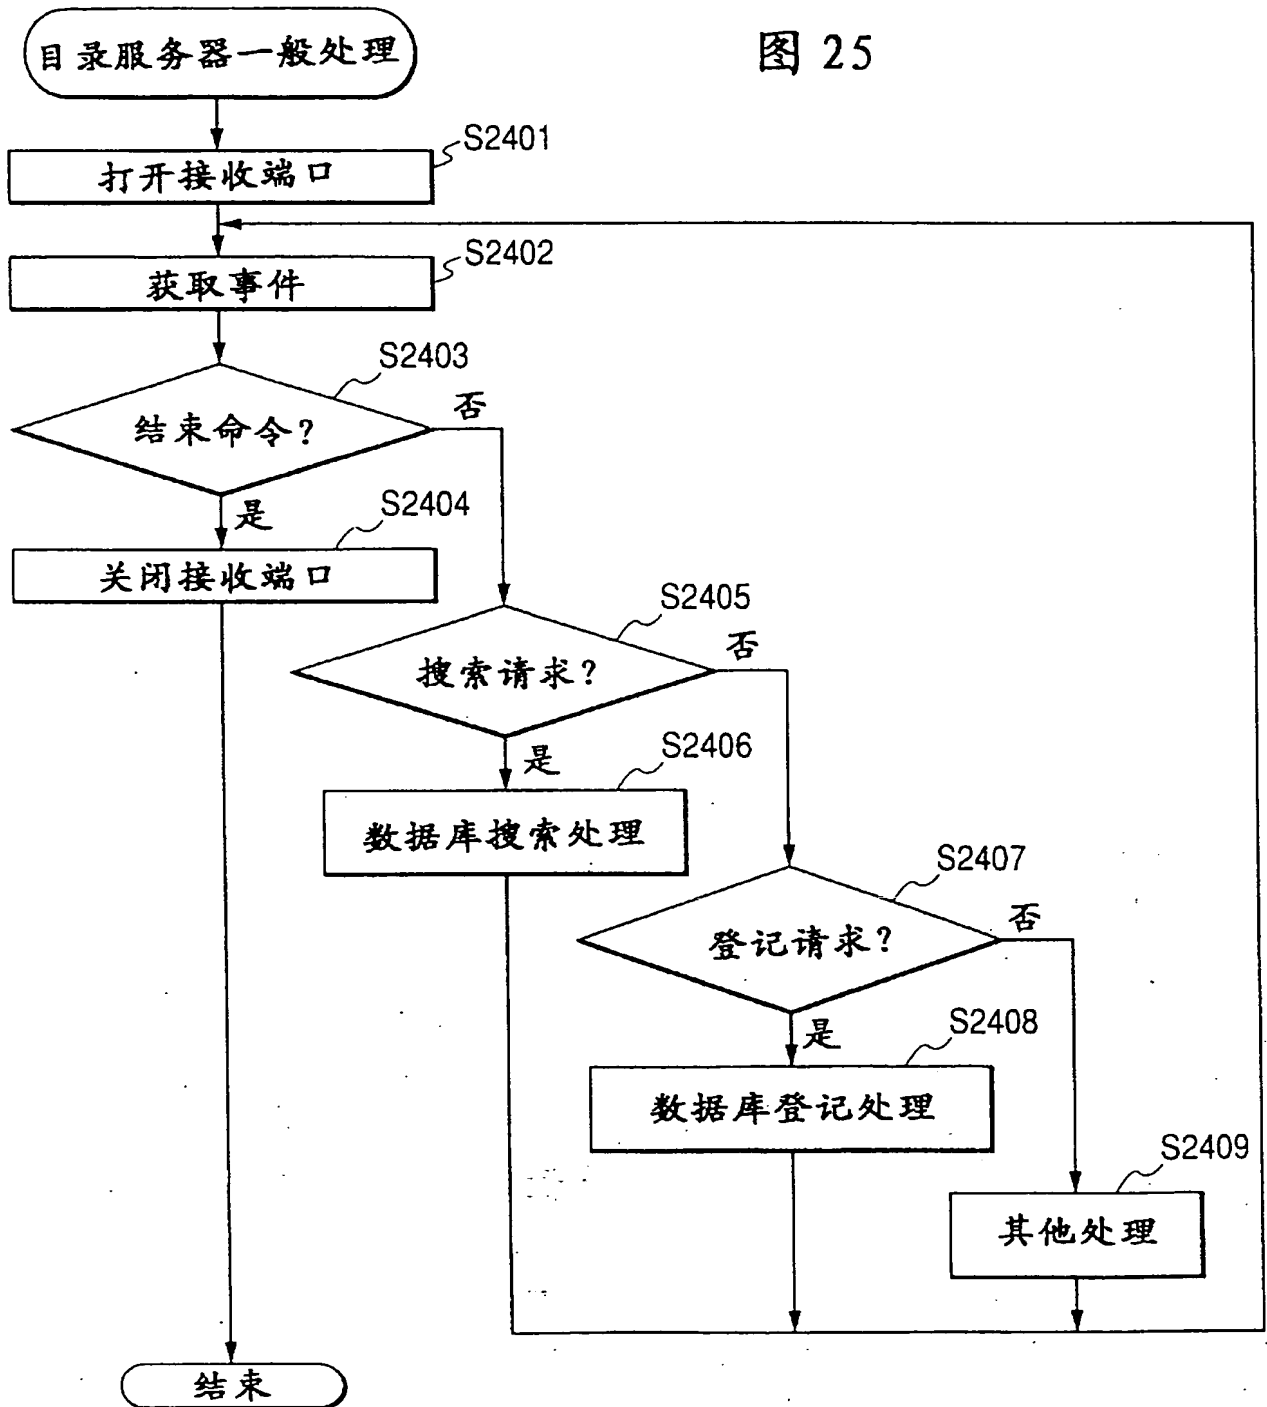 目录服务器一般处理
图 25
S2401
打开接收端口
S2402
获取事件
S2403
结束命令？
否
是
S2404
关闭接收端口
S2405
搜索请求？
否
是
S2406
数据库搜索处理
S2407
登记请求？
否
是
S2408
数据库登记处理
S2409
其他处理
结束